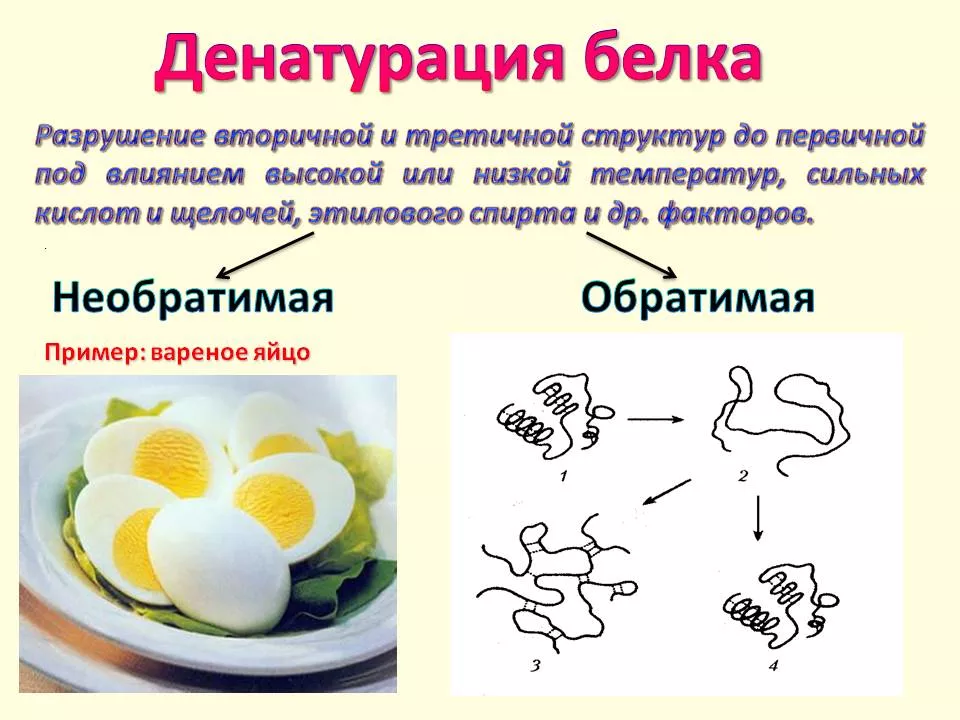 Денатурация белка
Разрушение вторичной и третичной структур до первичной
под влиянием высокой или низкой температур, сильных
кислот и щелочей, этилового спирта и др. факторов.
.
Необратимая
Обратимая
Пример: вареное яйцо
1
2
3
4